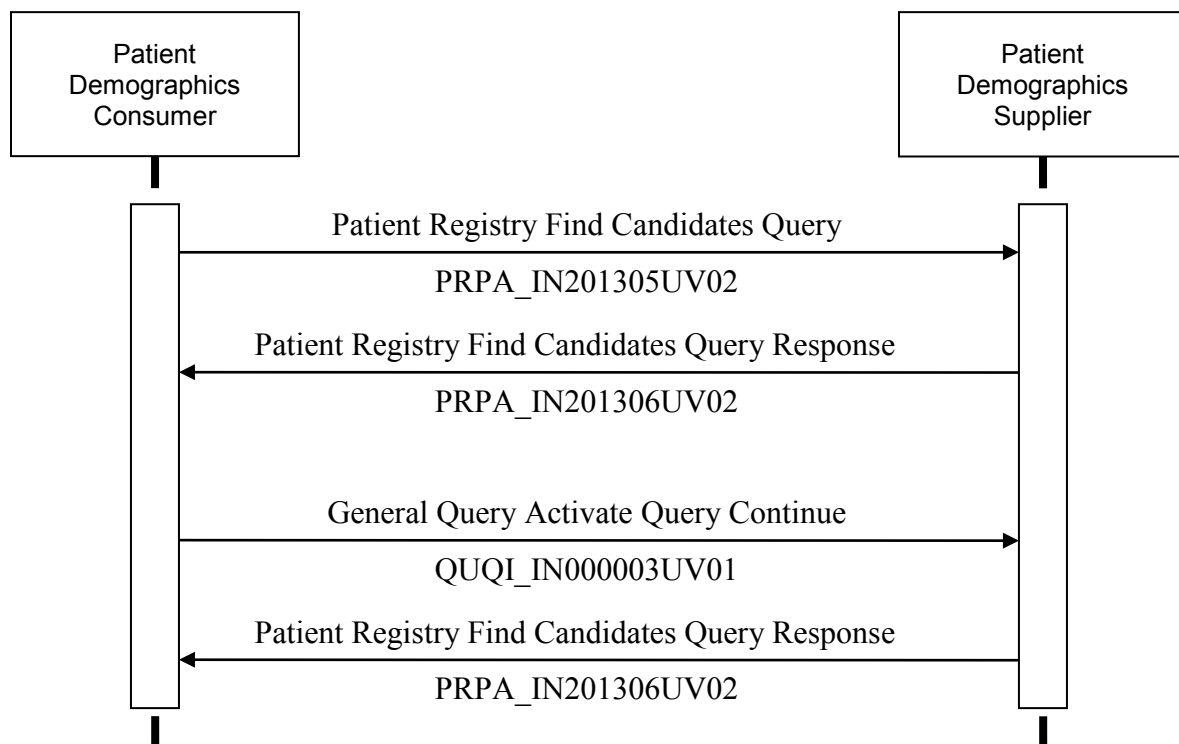 Patient
Demographics
Consumer
Patient
Demographics
Supplier
Patient Registry Find Candidates Query
PRPA_IN201305UV02
Patient Registry Find Candidates Query Response
PRPA_IN201306UV02
General Query Activate Query Continue
QUQI_IN000003UV01
Patient Registry Find Candidates Query Response
PRPA_IN201306UV02